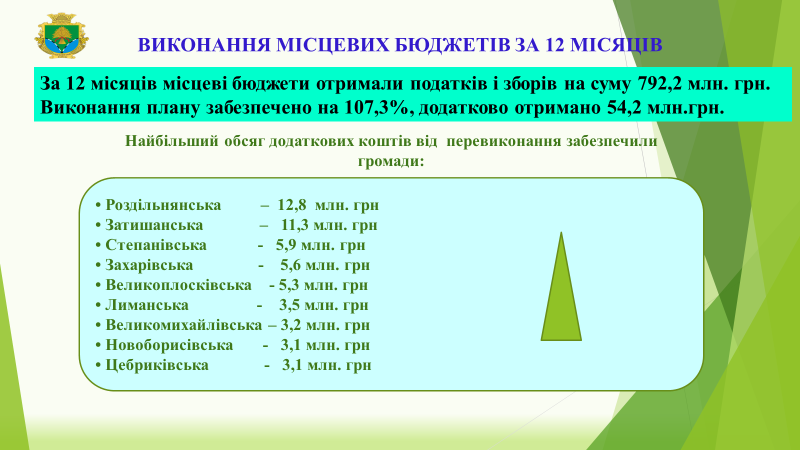 ВИКОНАННЯ МІСЦЕВИХ БЮДЖЕТІВ ЗА 12 МІСЯЦІВ
За 12 місяців місцеві бюджети отримали податків і зборів на суму 792,2 млн. грн.
Виконання плану забезпечено на 107,3%, додатково отримано 54,2 млн.грн.
Найбільший обсяг додаткових коштів від перевиконання забезпечили
громади:
• Роздільнянська – 12,8 млн. грн
• Затишанська – 11,3 млн. грн
• Степанівська - 5,9 млн. грн
• Захарівська - 5,6 млн. грн
• Великоплосківська - 5,3 млн. грн
• Лиманська - 3,5 млн. грн
• Великомихайлівська – 3,2 млн. грн
• Новоборисівська - 3,1 млн. грн
• Цебриківська - 3,1 млн. грн